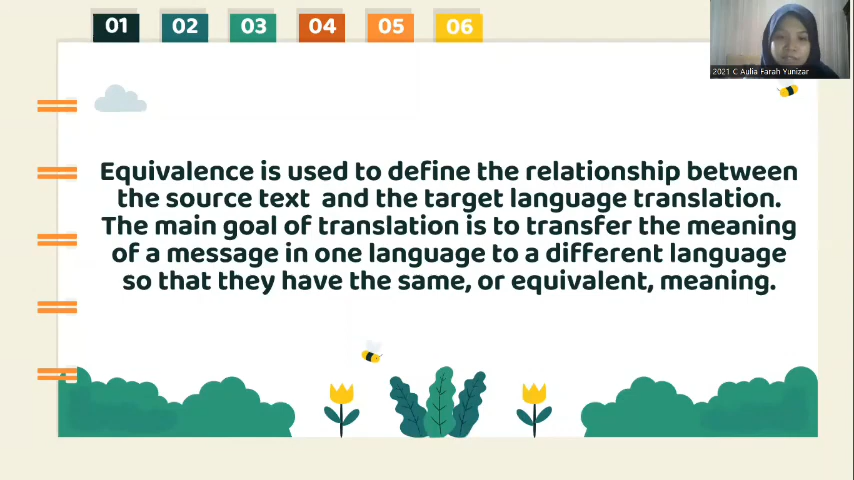 01 02 03 04 05 06
2021 C Aulia Farah Yunizar
Equivalence is used to define the relationship between
the source text and the target language translation.
The main goal of translation is to transfer the meaning
of a message in one language to a different language
so that they have the same, or equivalent, meaning.